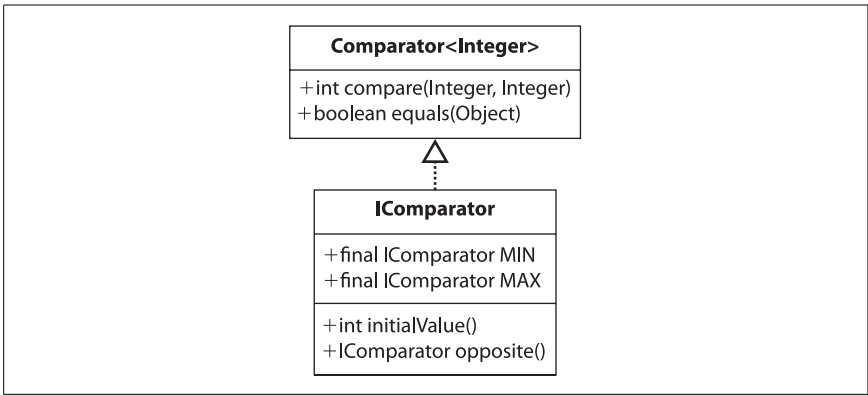 Comparator<Integer>
+int compare(Integer, Integer)
+boolean equals(Object)
IComparator
+final IComparator MIN
+final IComparator MAX
+int initialValue()
+IComparator opposite()